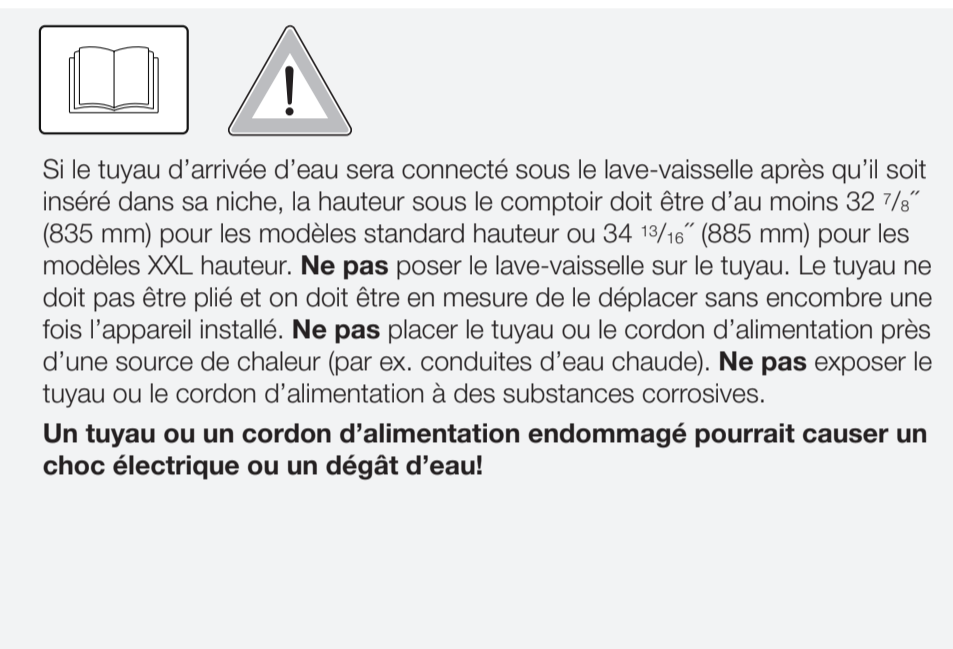 Si le tuyau d’arrivée d’eau sera connecté sous le lave-vaisselle après qu’il soit
inséré dans sa niche, la hauteur sous le comptoir doit être d’au moins 32 7/8˝
(835 mm) pour les modèles standard hauteur ou 34 13/16˝ (885 mm) pour les
modèles XXL hauteur. Ne pas poser le lave-vaisselle sur le tuyau. Le tuyau ne
doit pas être plié et on doit être en mesure de le déplacer sans encombre une
fois l’appareil installé. Ne pas placer le tuyau ou le cordon d’alimentation près
d’une source de chaleur (par ex. conduites d’eau chaude). Ne pas exposer le
tuyau ou le cordon d’alimentation à des substances corrosives.
Un tuyau ou un cordon d’alimentation endommagé pourrait causer un
choc électrique ou un dégât d’eau!